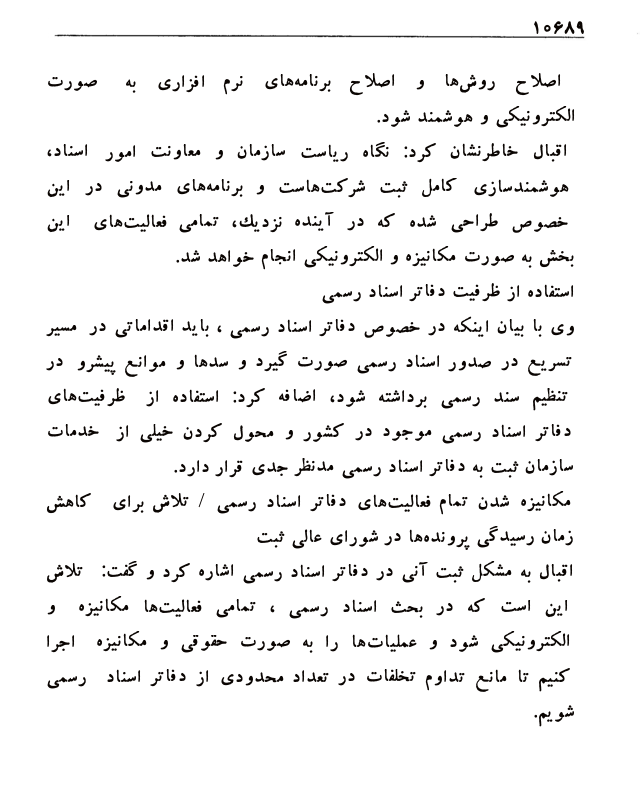 ۱۰۶۸۹
اصلاح روش‌ها و اصلاح برنامه‌های نرم افزاری به صورت
الکترونیکی و هوشمند شود.
اقبال خاطرنشان کرد: نگاه ریاست سازمان و معاونت امور اسناد،
هوشمندسازی کامل ثبت شرکت‌هاست و برنامه‌های مدونی در این
خصوص طراحی شده که در آینده نزدیك، تمامی فعالیت‌های این
بخش به صورت مکانیزه و الکترونیکی انجام خواهد شد.
استفاده از ظرفیت دفاتر اسناد رسمی
وی با بیان اینکه در خصوص دفاتر اسناد رسمی ، باید اقداماتی در مسیر
تسریع در صدور اسناد رسمی صورت گیرد و سدها و موانع پیشرو در
تنظیم سند رسمی برداشته شود، اضافه کرد: استفاده از ظرفیت‌های
دفاتر اسناد رسمی موجود در کشور و محول کردن خیلی از خدمات
سازمان ثبت به دفاتر اسناد رسمی مدنظر جدی قرار دارد.
مکانیزه شدن تمام فعالیت‌های دفاتر اسناد رسمی / تلاش برای کاهش
زمان رسیدگی پرونده‌ها در شورای عالی ثبت
اقبال به مشکل ثبت آنی در دفاتر اسناد رسمی اشاره کرد و گفت: تلاش
این است که در بحث اسناد رسمی ، تمامی فعالیت‌ها مکانیزه و
الکترونیکی شود و عملیات‌ها را به صورت حقوقی و مکانیزه اجرا
کنیم تا مانع تداوم تخلفات در تعداد محدودی از دفاتر اسناد رسمی
شویم.